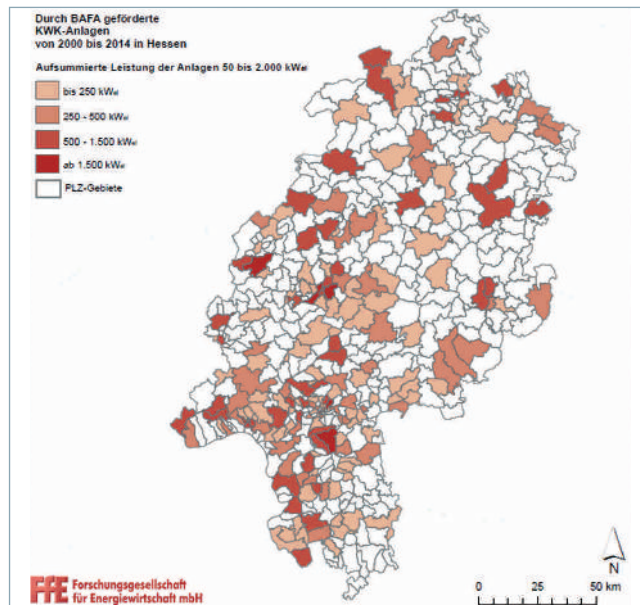 Durch BAFA geförderte
KWK-Anlagen
von 2000 bis 2014 in Hessen
Aufsummierte Leistung der Anlagen 50 bis 2.000 kWel
bis 250 kWel
250 - 500 kWel
500 - 1.500 kWel
ab 1.500 kWel
PLZ-Gebiete
N
FfE Forschungsgesellschaft
für Energiewirtschaft mbH
0 25 50 km